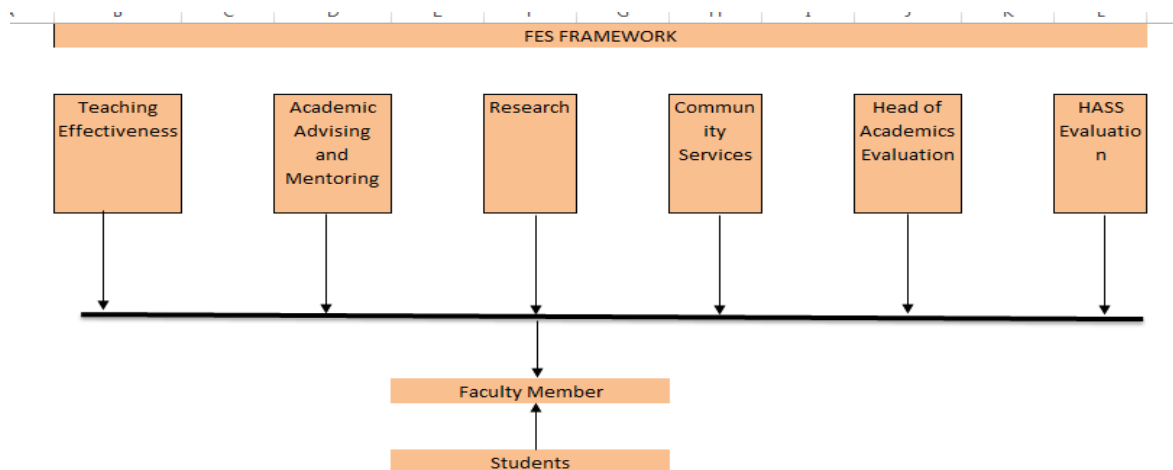 B C D E F G H I J K L
FES FRAMEWORK
Teaching
Effectiveness
Academic
Advising
and
Mentoring
Research
Commun
ity
Services
Head of
Academics
Evaluation
HASS
Evaluatio
n
Faculty Member
Students